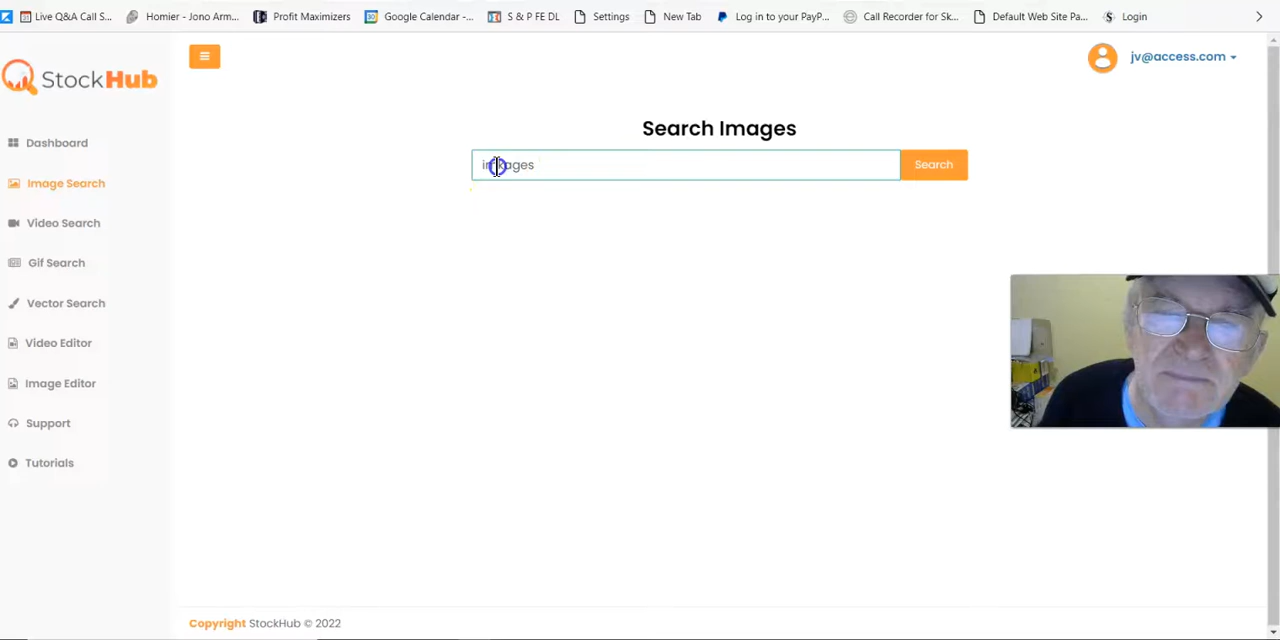 Live Q&A Call S... Homier - Jono Arm... Profit Maximizers Google Calendar -... S & P FE DL Settings New Tab Log in to your PayP... Call Recorder for Sk... Default Web Site Pa... Login
StockHub
jv@access.com
Dashboard
Image Search
Video Search
Gif Search
Vector Search
Video Editor
Image Editor
Support
Tutorials
Search Images
Search
Copyright StockHub © 2022